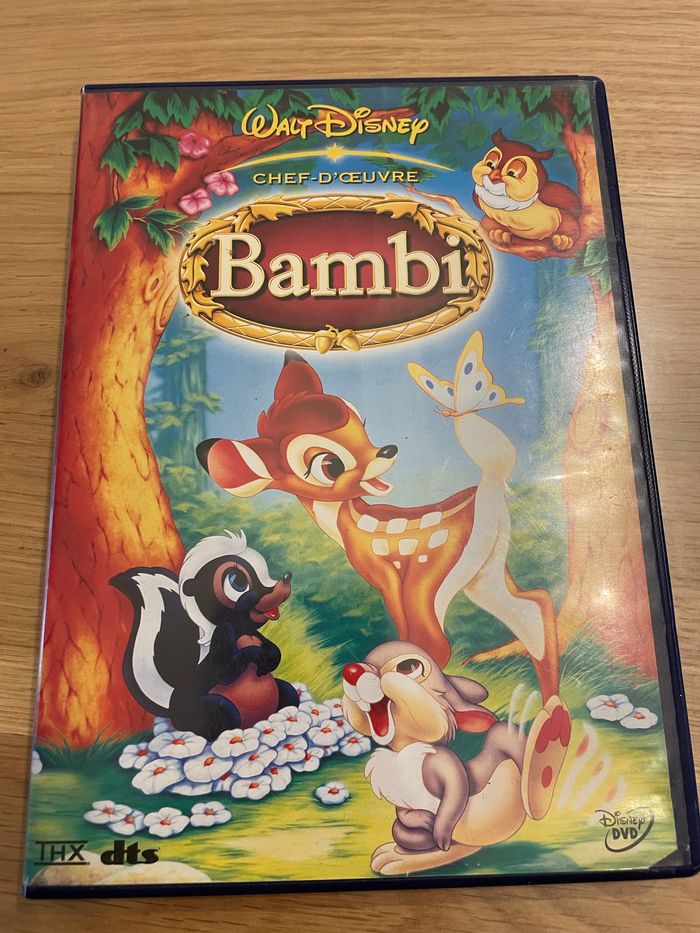 WALT DISNEY
CHEF-D'ŒUVRE
Bambi
THX
dts
DISNEY
DVD